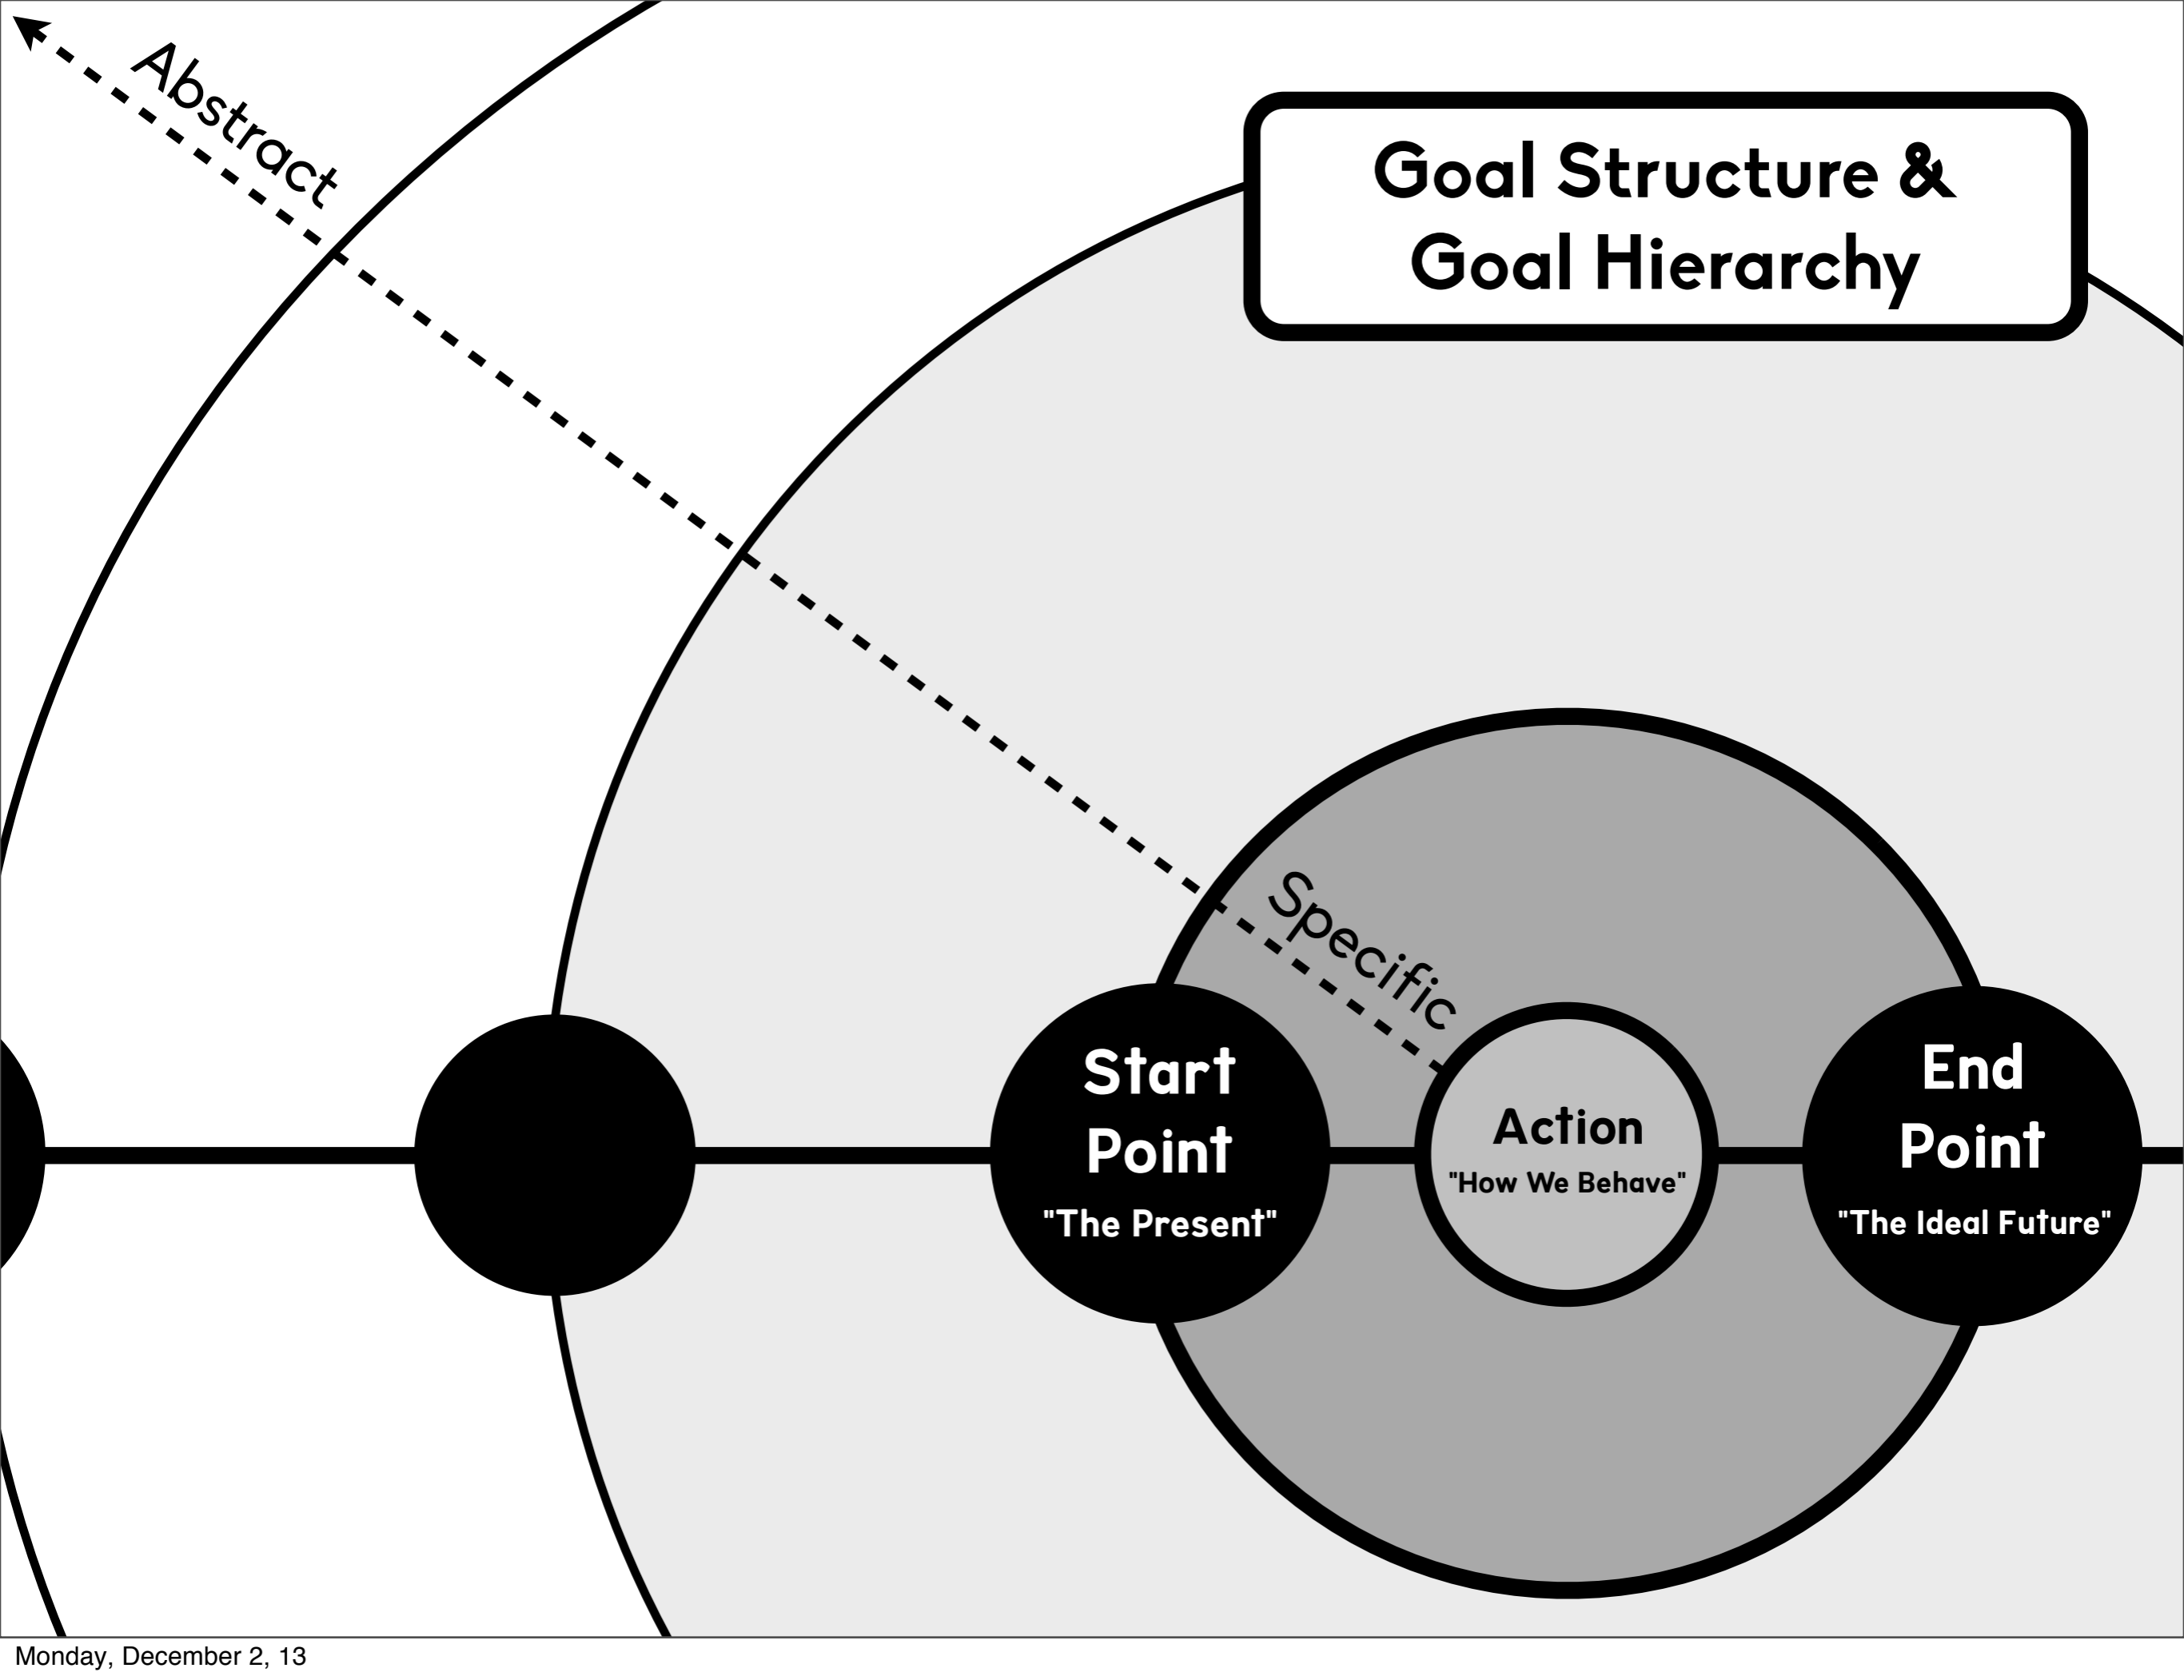 Abstract
Goal Structure &
Goal Hierarchy
Specific
Start
Point
"The Present"
Action
"How We Behave"
End
Point
"The Ideal Future"
Monday, December 2, 13